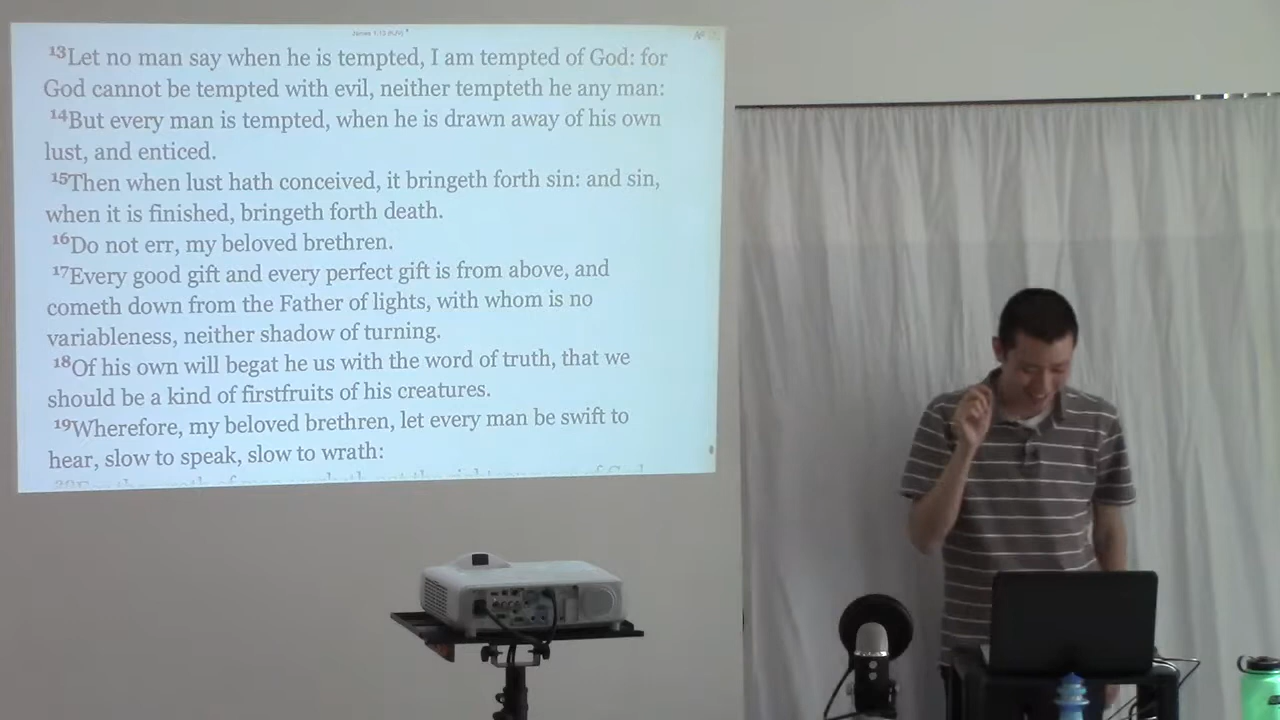 James 1:13 (KJV)
13Let no man say when he is tempted, I am tempted of God: for
God cannot be tempted with evil, neither tempteth he any man:
14But every man is tempted, when he is drawn away of his own
lust, and enticed.
15Then when lust hath conceived, it bringeth forth sin: and sin,
when it is finished, bringeth forth death.
16Do not err, my beloved brethren.
17Every good gift and every perfect gift is from above, and
cometh down from the Father of lights, with whom is no
variableness, neither shadow of turning.
18Of his own will begat he us with the word of truth, that we
should be a kind of firstfruits of his creatures.
19Wherefore, my beloved brethren, let every man be swift to
hear, slow to speak, slow to wrath: